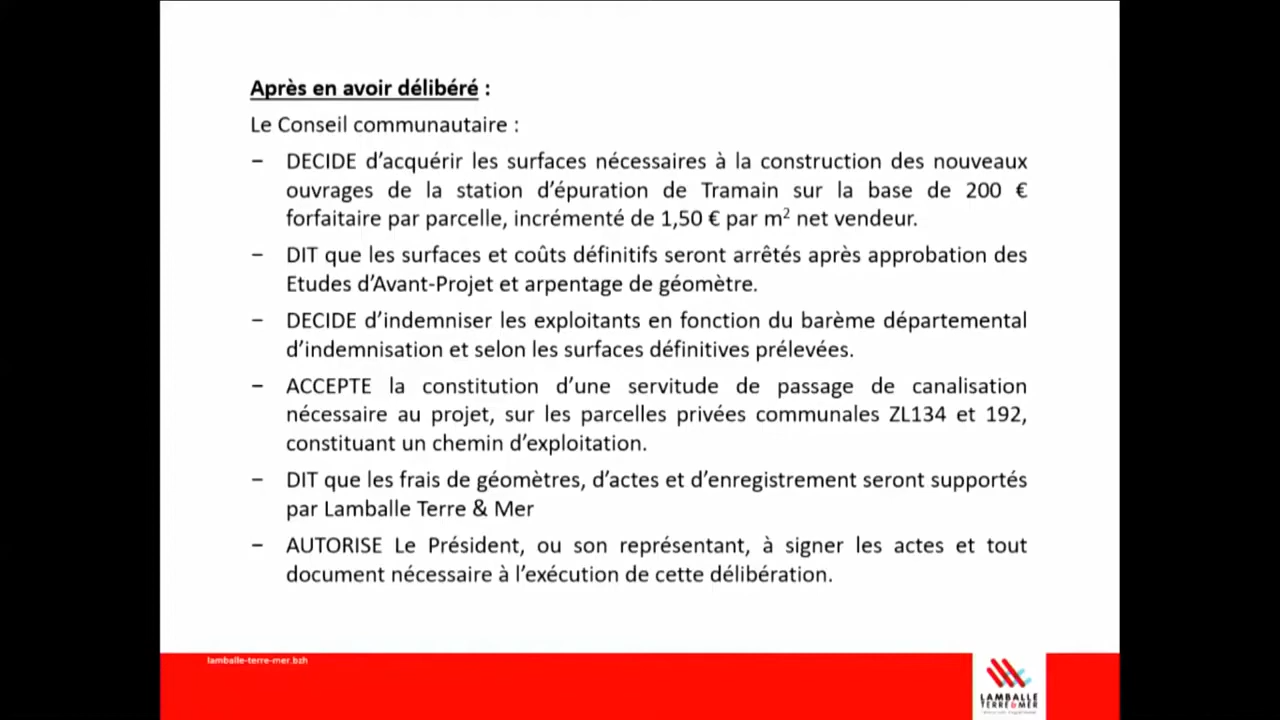 Après en avoir délibéré :
Le Conseil communautaire :
– DECIDE d’acquérir les surfaces nécessaires à la construction des nouveaux
ouvrages de la station d’épuration de Tramain sur la base de 200 €
forfaitaire par parcelle, incrémenté de 1,50 € par m² net vendeur.
– DIT que les surfaces et coûts définitifs seront arrêtés après approbation des
Etudes d’Avant-Projet et arpentage de géomètre.
– DECIDE d’indemniser les exploitants en fonction du barème départemental
d’indemnisation et selon les surfaces définitives prélevées.
– ACCEPTE la constitution d’une servitude de passage de canalisation
nécessaire au projet, sur les parcelles privées communales ZL134 et 192,
constituant un chemin d’exploitation.
– DIT que les frais de géomètres, d’actes et d’enregistrement seront supportés
par Lamballe Terre & Mer
– AUTORISE Le Président, ou son représentant, à signer les actes et tout
document nécessaire à l’exécution de cette délibération.
lamballe-terre-mer.bzh
LAMBALLE
TERRE & MER